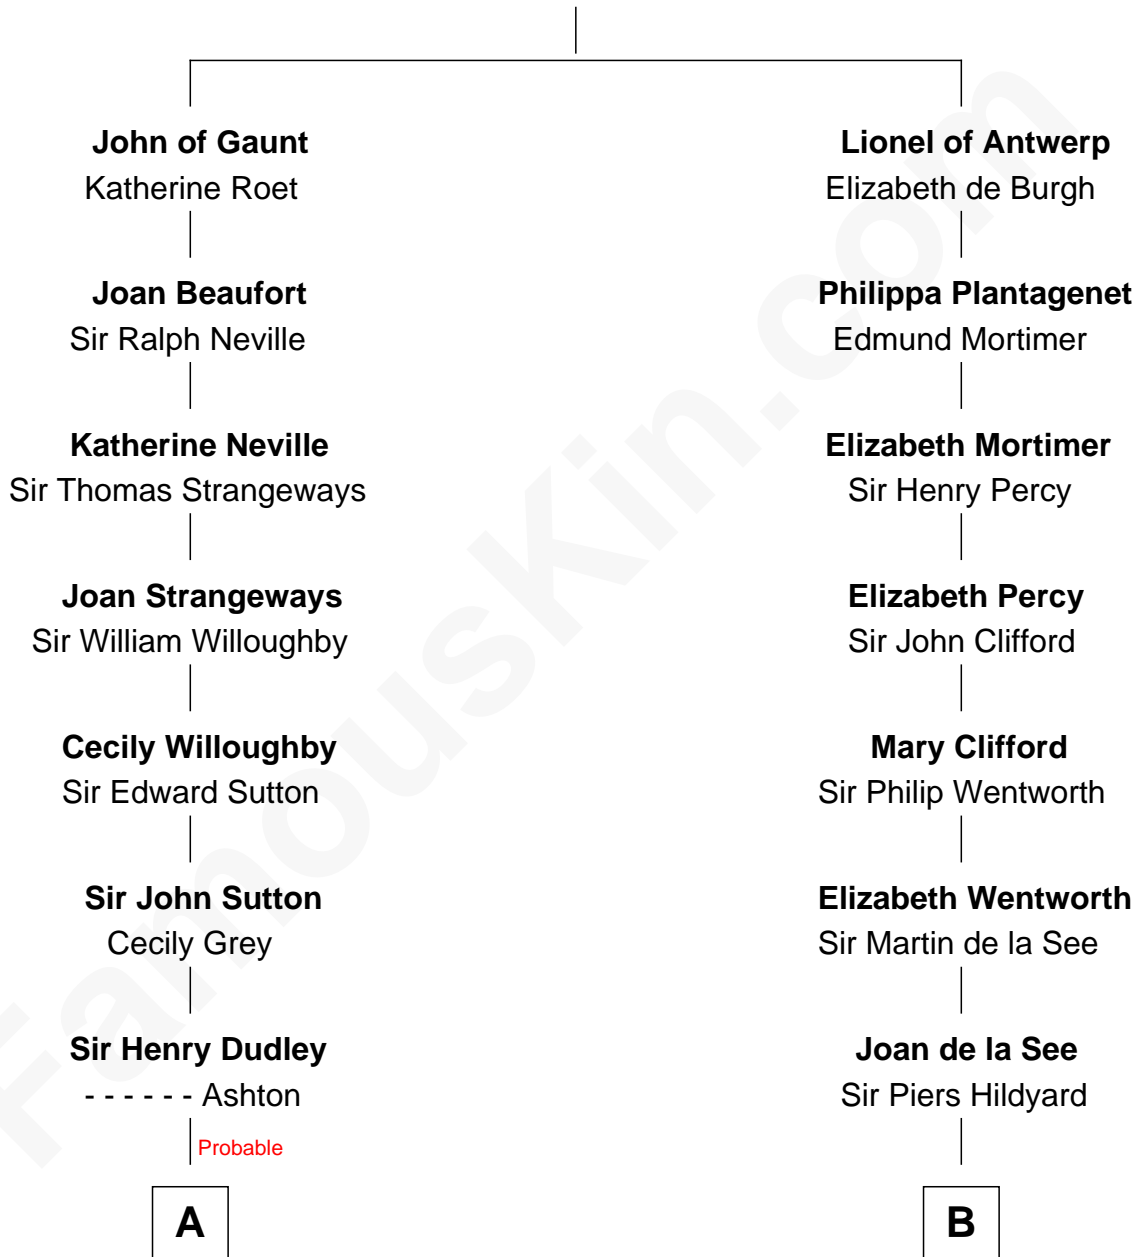 John of Gaunt
Katherine Roet
Joan Beaufort
Sir Ralph Neville
Katherine Neville
Sir Thomas Strangeways
Joan Strangeways
Sir William Willoughby
Cecily Willoughby
Sir Edward Sutton
Sir John Sutton
Cecily Grey
Sir Henry Dudley
- - - - - - Ashton
Probable
A
Lionel of Antwerp
Elizabeth de Burgh
Philippa Plantagenet
Edmund Mortimer
Elizabeth Mortimer
Sir Henry Percy
Elizabeth Percy
Sir John Clifford
Mary Clifford
Sir Philip Wentworth
Elizabeth Wentworth
Sir Martin de la See
Joan de la See
Sir Piers Hildyard
B
FamousKin.com